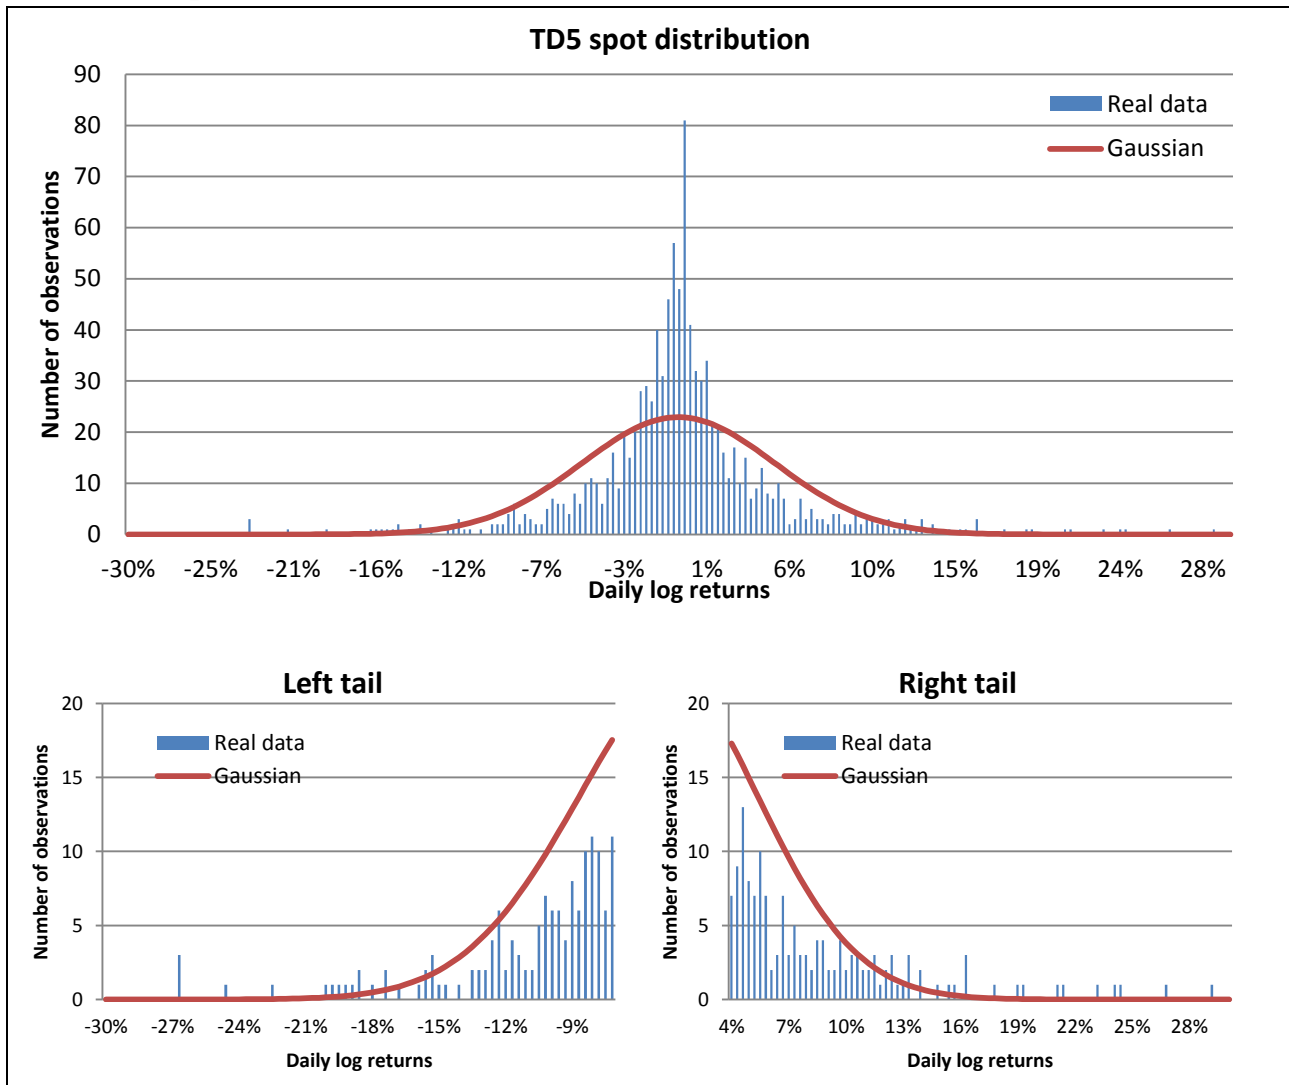 TD5 spot distribution
90
80
70
60
50
40
30
20
10
0
Number of observations
Real data
Gaussian
-30% -25% -21% -16% -12% -7% -3% 1% 6% 10% 15% 19% 24% 28%
Daily log returns
Left tail
20
15
10
5
0
Number of observations
Real data
Gaussian
-30% -27% -24% -21% -18% -15% -12% -9%
Daily log returns
Right tail
20
15
10
5
0
Number of observations
Real data
Gaussian
4% 7% 10% 13% 16% 19% 22% 25% 28%
Daily log returns